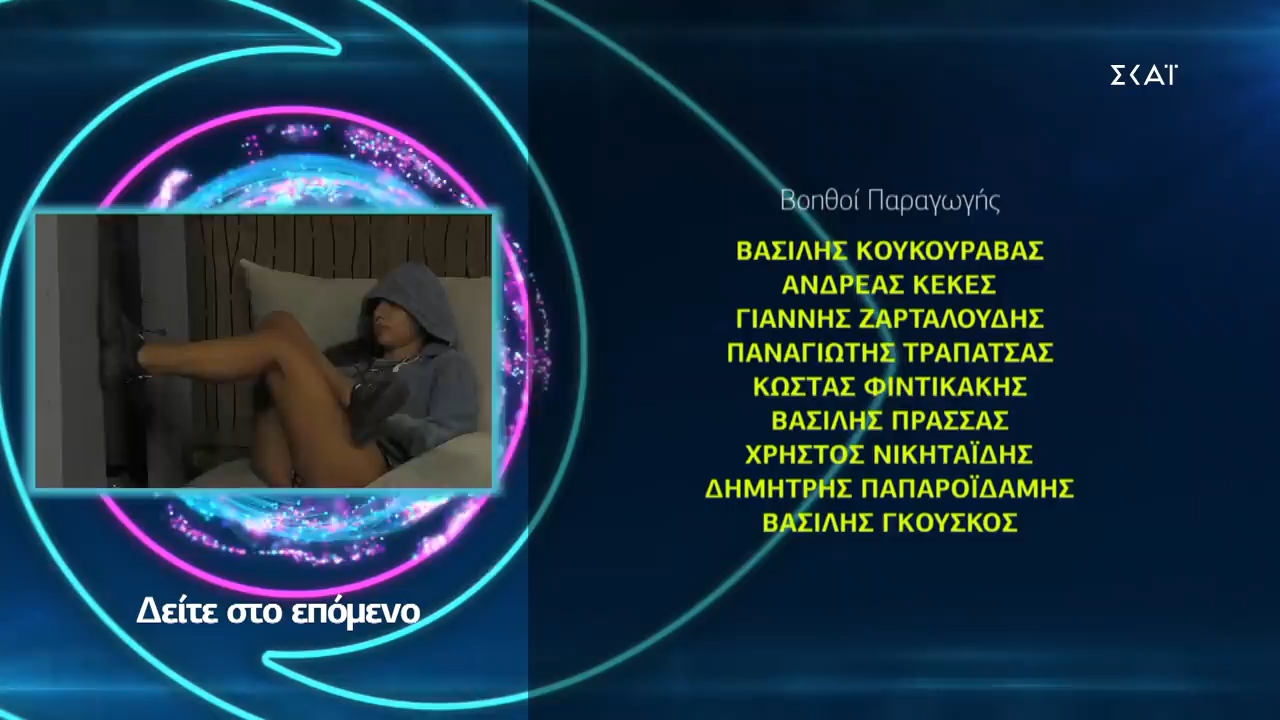 ΣΚΑΪ
Βοηθοί Παραγωγής
ΒΑΣΙΛΗΣ ΚΟΥΚΟΥΡΑΒΑΣ
ΑΝΔΡΕΑΣ ΚΕΚΕΣ
ΓΙΑΝΝΗΣ ΖΑΡΤΑΛΟΥΔΗΣ
ΠΑΝΑΓΙΩΤΗΣ ΤΡΑΠΑΤΣΑΣ
ΚΩΣΤΑΣ ΦΙΝΤΙΚΑΚΗΣ
ΒΑΣΙΛΗΣ ΠΡΑΣΣΑΣ
ΧΡΗΣΤΟΣ ΝΙΚΗΤΑΪΔΗΣ
ΔΗΜΗΤΡΗΣ ΠΑΠΑΡΟΪΔΑΜΗΣ
ΒΑΣΙΛΗΣ ΓΚΟΥΣΚΟΣ
Δείτε στο επόμενο